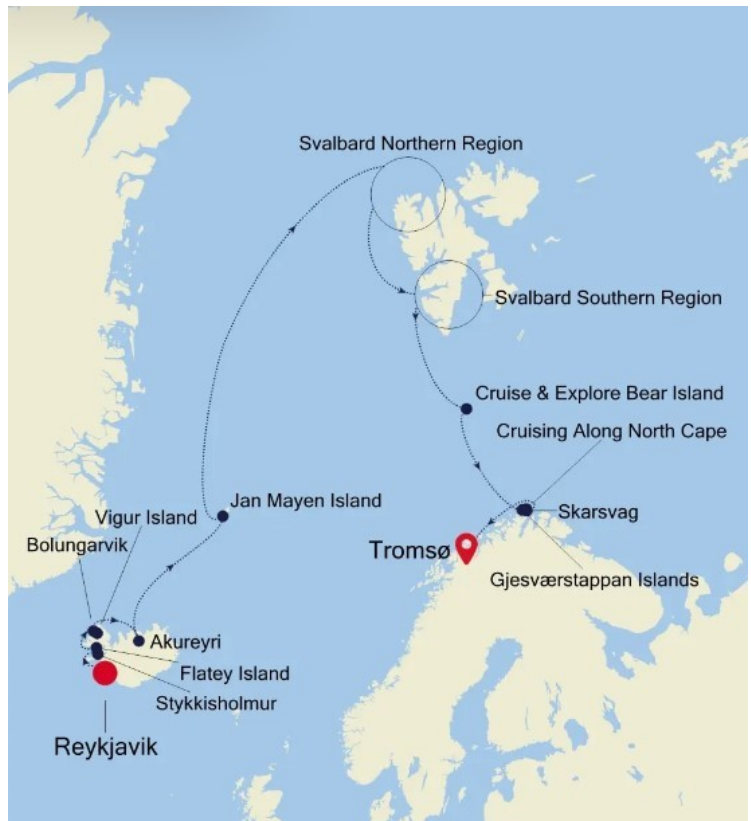 Svalbard Northern Region
Svalbard Southern Region
Cruise & Explore Bear Island
Cruising Along North Cape
Jan Mayen Island
Skarsvag
Vigur Island
Bolungarvik
Tromsø
Gjesværstappan Islands
Akureyri
Flatey Island
Stykkisholmur
Reykjavik